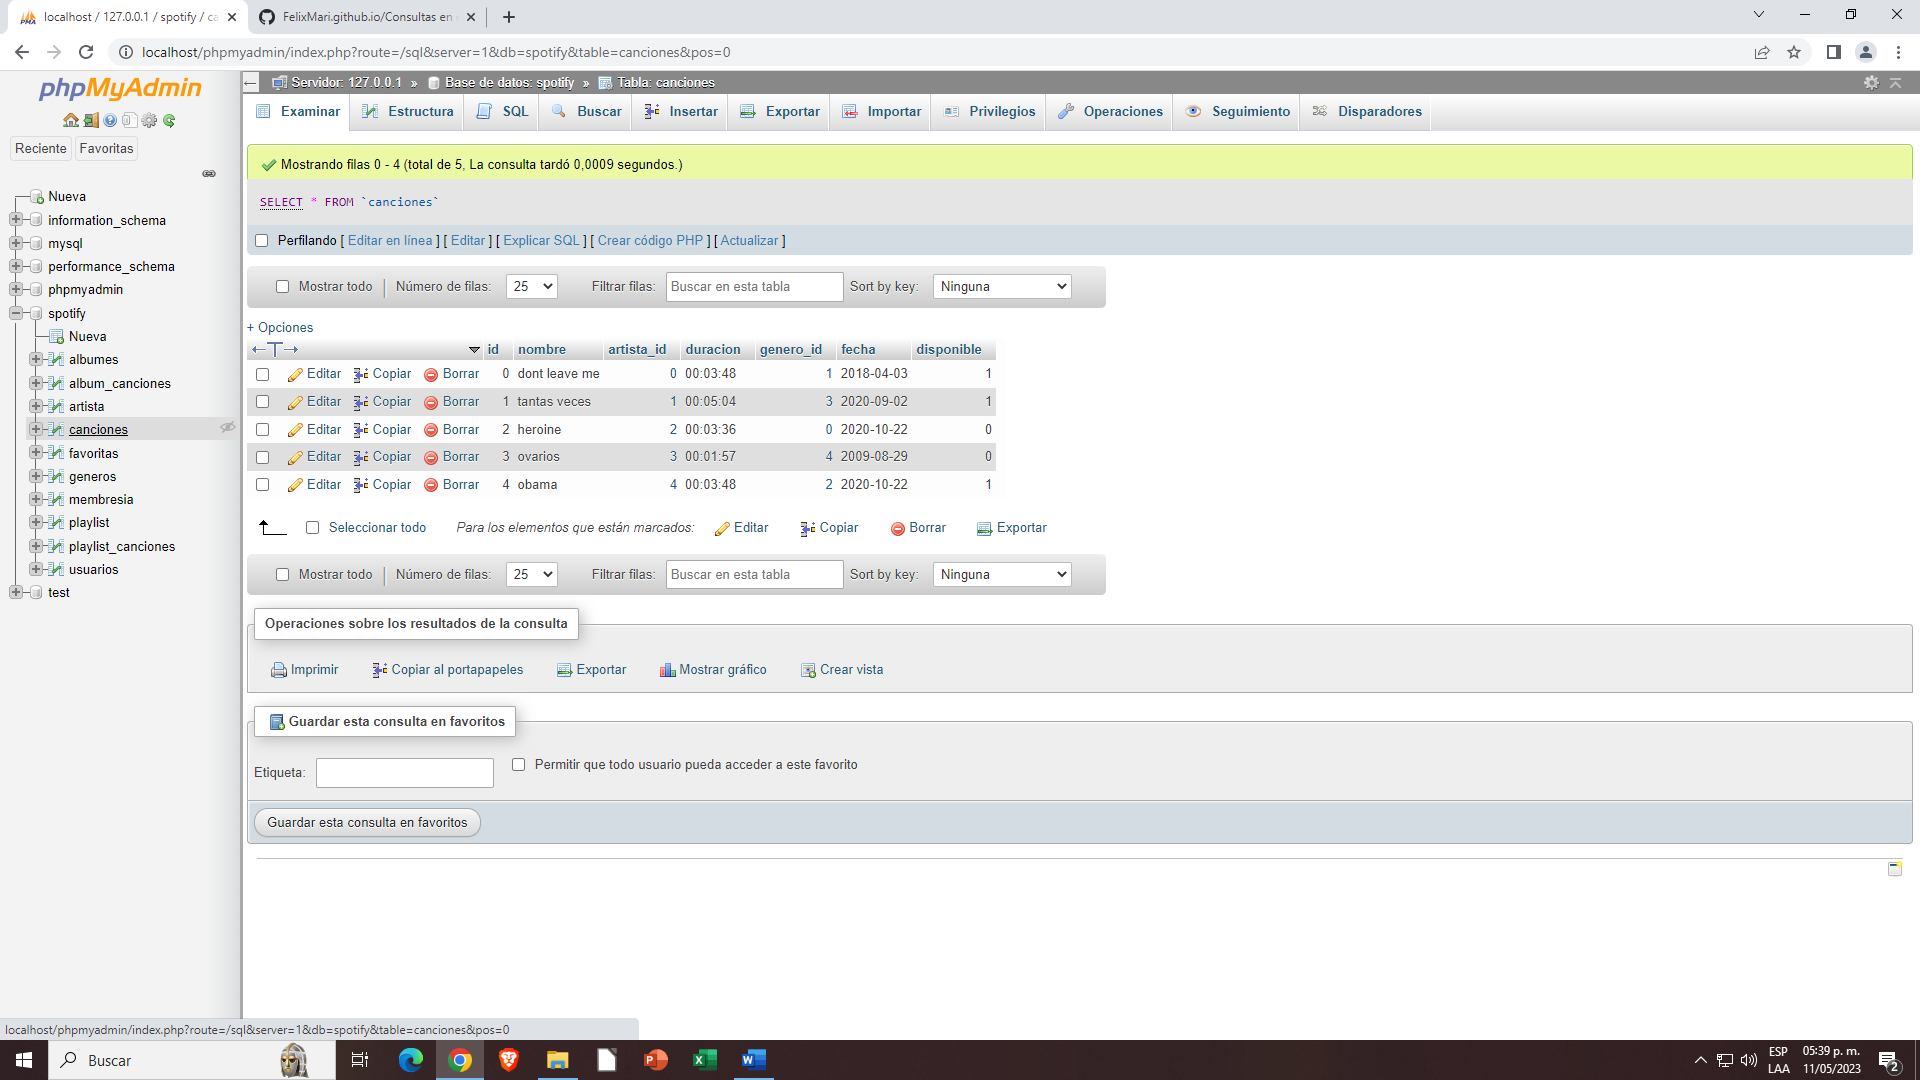 localhost / 127.0.0.1 / spotify / ca
FelixMari.github.io/Consultas en
localhost/phpmyadmin/index.php?route=/sql&server=1&db=spotify&table=canciones&pos=0
phpMyAdmin
Reciente Favoritas
Nueva
information_schema
mysql
performance_schema
phpmyadmin
spotify
Nueva
albumes
album_canciones
artista
canciones
favoritas
generos
membresia
playlist
playlist_canciones
usuarios
test
Servidor: 127.0.0.1 » Base de datos: spotify » Tabla: canciones
Examinar Estructura SQL Buscar Insertar Exportar Importar Privilegios Operaciones Seguimiento Disparadores
Mostrando filas 0 - 4 (total de 5, La consulta tardó 0,0009 segundos.)
SELECT * FROM `canciones`
Perfilando [ Editar en línea ] [ Editar ] [ Explicar SQL ] [ Crear código PHP ] [ Actualizar ]
Mostrar todo | Número de filas: 25 Filtrar filas: Buscar en esta tabla Sort by key: Ninguna
+ Opciones
←T→ id nombre artista_id duracion genero_id fecha disponible
Editar Copiar Borrar 0 dont leave me 0 00:03:48 1 2018-04-03 1
Editar Copiar Borrar 1 tantas veces 1 00:05:04 3 2020-09-02 1
Editar Copiar Borrar 2 heroine 2 00:03:36 0 2020-10-22 0
Editar Copiar Borrar 3 ovarios 3 00:01:57 4 2009-08-29 0
Editar Copiar Borrar 4 obama 4 00:03:48 2 2020-10-22 1
Seleccionar todo Para los elementos que están marcados: Editar Copiar Borrar Exportar
Mostrar todo | Número de filas: 25 Filtrar filas: Buscar en esta tabla Sort by key: Ninguna
Operaciones sobre los resultados de la consulta
Imprimir Copiar al portapapeles Exportar Mostrar gráfico Crear vista
Guardar esta consulta en favoritos
Etiqueta: Permitir que todo usuario pueda acceder a este favorito
Guardar esta consulta en favoritos
localhost/phpmyadmin/index.php?route=/sql&server=1&db=spotify&table=canciones&pos=0
Buscar
ESP
LAA
05:39 p. m.
11/05/2023
2